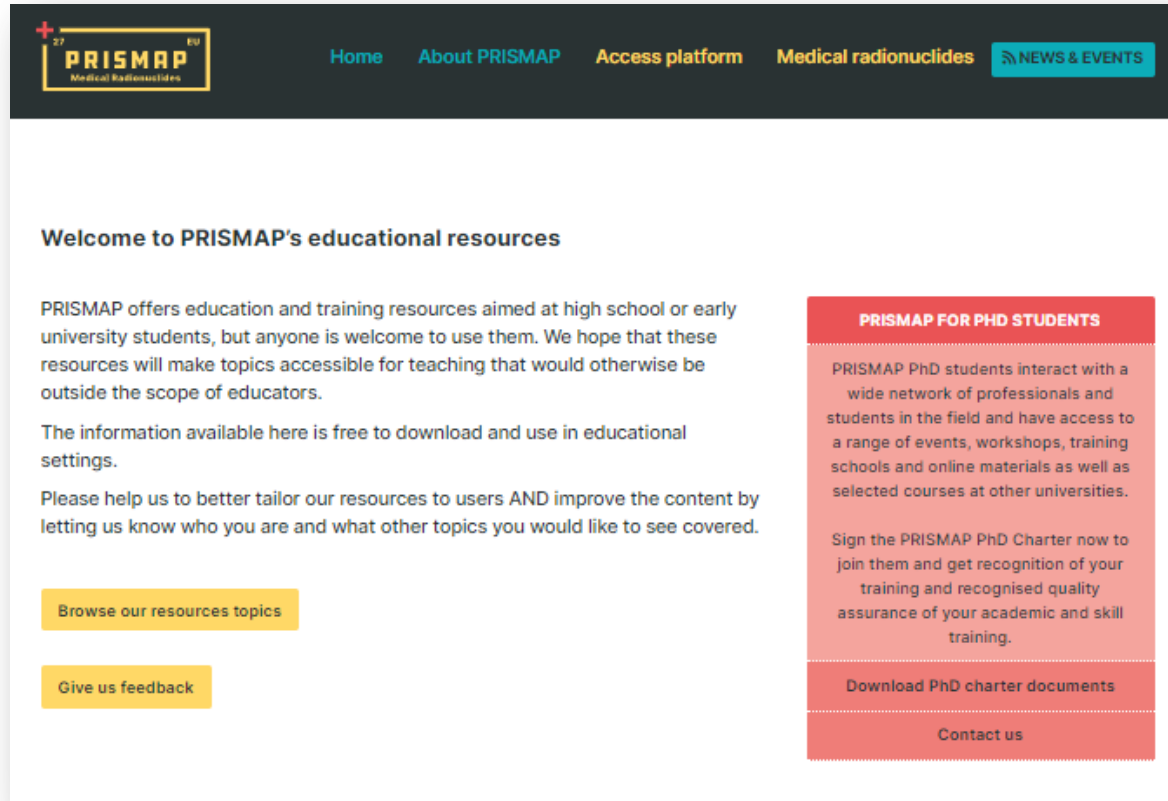 27 EU
PRISMAP
Medical Radionuclides
Home About PRISMAP Access platform Medical radionuclides NEWS & EVENTS
Welcome to PRISMAP's educational resources
PRISMAP offers education and training resources aimed at high school or early
university students, but anyone is welcome to use them. We hope that these
resources will make topics accessible for teaching that would otherwise be
outside the scope of educators.
The information available here is free to download and use in educational
settings.
Please help us to better tailor our resources to users AND improve the content by
letting us know who you are and what other topics you would like to see covered.
Browse our resources topics
Give us feedback
PRISMAP FOR PHD STUDENTS
PRISMAP PhD students interact with a
wide network of professionals and
students in the field and have access to
a range of events, workshops, training
schools and online materials as well as
selected courses at other universities.
Sign the PRISMAP PhD Charter now to
join them and get recognition of your
training and recognised quality
assurance of your academic and skill
training.
Download PhD charter documents
Contact us